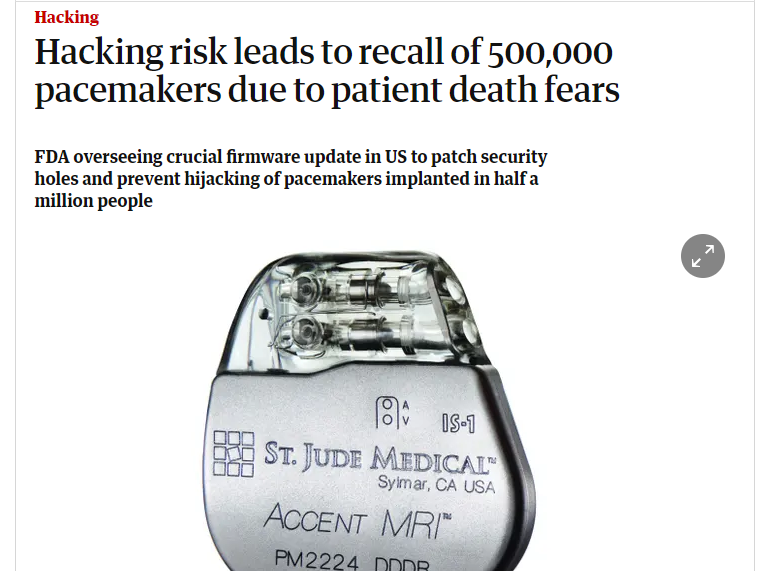 Hacking
Hacking risk leads to recall of 500,000
pacemakers due to patient death fears
FDA overseeing crucial firmware update in US to patch security
holes and prevent hijacking of pacemakers implanted in half a
million people
A
V
IS-1
ST. JUDE MEDICAL™
Sylmar, CA USA
ACCENT MRI™
PM2224 DDDR